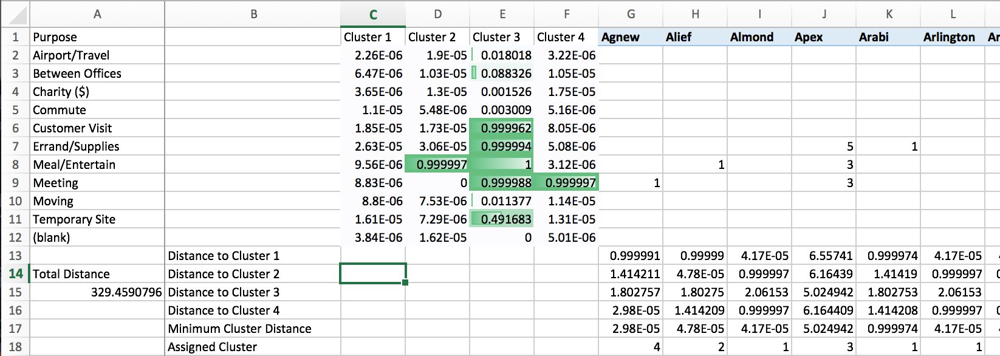 A B C D E F G H I J K L
1 Purpose Cluster 1 Cluster 2 Cluster 3 Cluster 4 Agnew Alief Almond Apex Arabi Arlington Ar
2 Airport/Travel 2.26E-06 1.9E-05 0.018018 3.22E-06
3 Between Offices 6.47E-06 1.03E-05 0.088326 1.05E-05
4 Charity ($) 3.65E-06 1.3E-05 0.001526 1.75E-05
5 Commute 1.1E-05 5.48E-06 0.003009 5.16E-06
6 Customer Visit 1.85E-05 1.73E-05 0.999962 8.05E-06
7 Errand/Supplies 2.63E-05 3.06E-05 0.999994 5.08E-06 5 1
8 Meal/Entertain 9.56E-06 0.999997 1 3.12E-06 1 3
9 Meeting 8.83E-06 0 0.999988 0.999997 1 3
10 Moving 8.8E-06 7.53E-06 0.011377 1.14E-05
11 Temporary Site 1.61E-05 7.29E-06 0.491683 1.31E-05
12 (blank) 3.84E-06 1.62E-05 0 5.01E-06
13 Distance to Cluster 1 0.999991 0.99999 4.17E-05 6.55741 0.999974 4.17E-05
14 Total Distance Distance to Cluster 2 1.414211 4.78E-05 0.999997 6.16439 1.41419 0.999997
15 329.4590796 Distance to Cluster 3 1.802757 1.80275 2.06153 5.024942 1.802753 2.06153
16 Distance to Cluster 4 2.98E-05 1.414209 0.999997 6.164409 1.414208 0.999997
17 Minimum Cluster Distance 2.98E-05 4.78E-05 4.17E-05 5.024942 0.999974 4.17E-05
18 Assigned Cluster 4 2 1 3 1 1